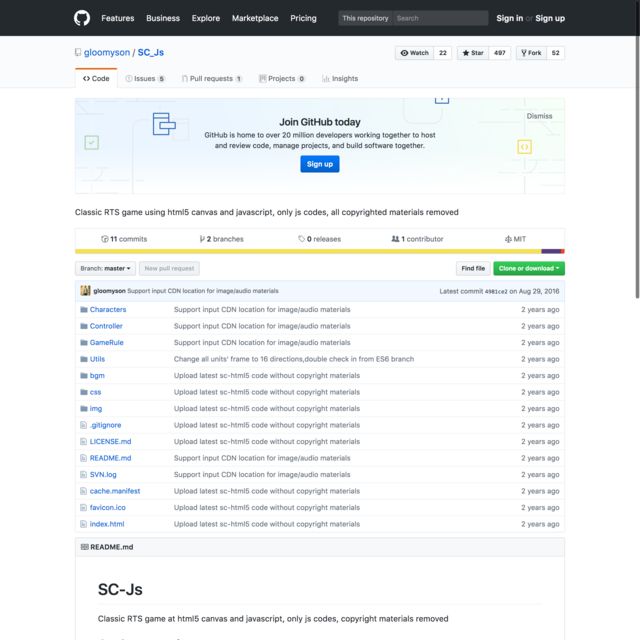 Features Business Explore Marketplace Pricing This repository Search Sign in or Sign up
gloomyson / SC_Js Watch 22 Star 497 Fork 52
Code Issues 5 Pull requests 1 Projects 0 Insights
Join GitHub today
Dismiss
GitHub is home to over 20 million developers working together to host
and review code, manage projects, and build software together.
Sign up
Classic RTS game using html5 canvas and javascript, only js codes, all copyrighted materials removed
11 commits 2 branches 0 releases 1 contributor MIT
Branch: master New pull request Find file Clone or download
gloomyson Support input CDN location for image/audio materials Latest commit 4981ce2 on Aug 29, 2016
Characters Support input CDN location for image/audio materials 2 years ago
Controller Support input CDN location for image/audio materials 2 years ago
GameRule Support input CDN location for image/audio materials 2 years ago
Utils Change all units' frame to 16 directions,double check in from ES6 branch 2 years ago
bgm Upload latest sc-html5 code without copyright materials 2 years ago
css Upload latest sc-html5 code without copyright materials 2 years ago
img Upload latest sc-html5 code without copyright materials 2 years ago
.gitignore Upload latest sc-html5 code without copyright materials 2 years ago
LICENSE.md Upload latest sc-html5 code without copyright materials 2 years ago
README.md Support input CDN location for image/audio materials 2 years ago
SVN.log Support input CDN location for image/audio materials 2 years ago
cache.manifest Upload latest sc-html5 code without copyright materials 2 years ago
favicon.ico Upload latest sc-html5 code without copyright materials 2 years ago
index.html Upload latest sc-html5 code without copyright materials 2 years ago
README.md
SC-Js
Classic RTS game at html5 canvas and javascript, only js codes, copyright materials removed